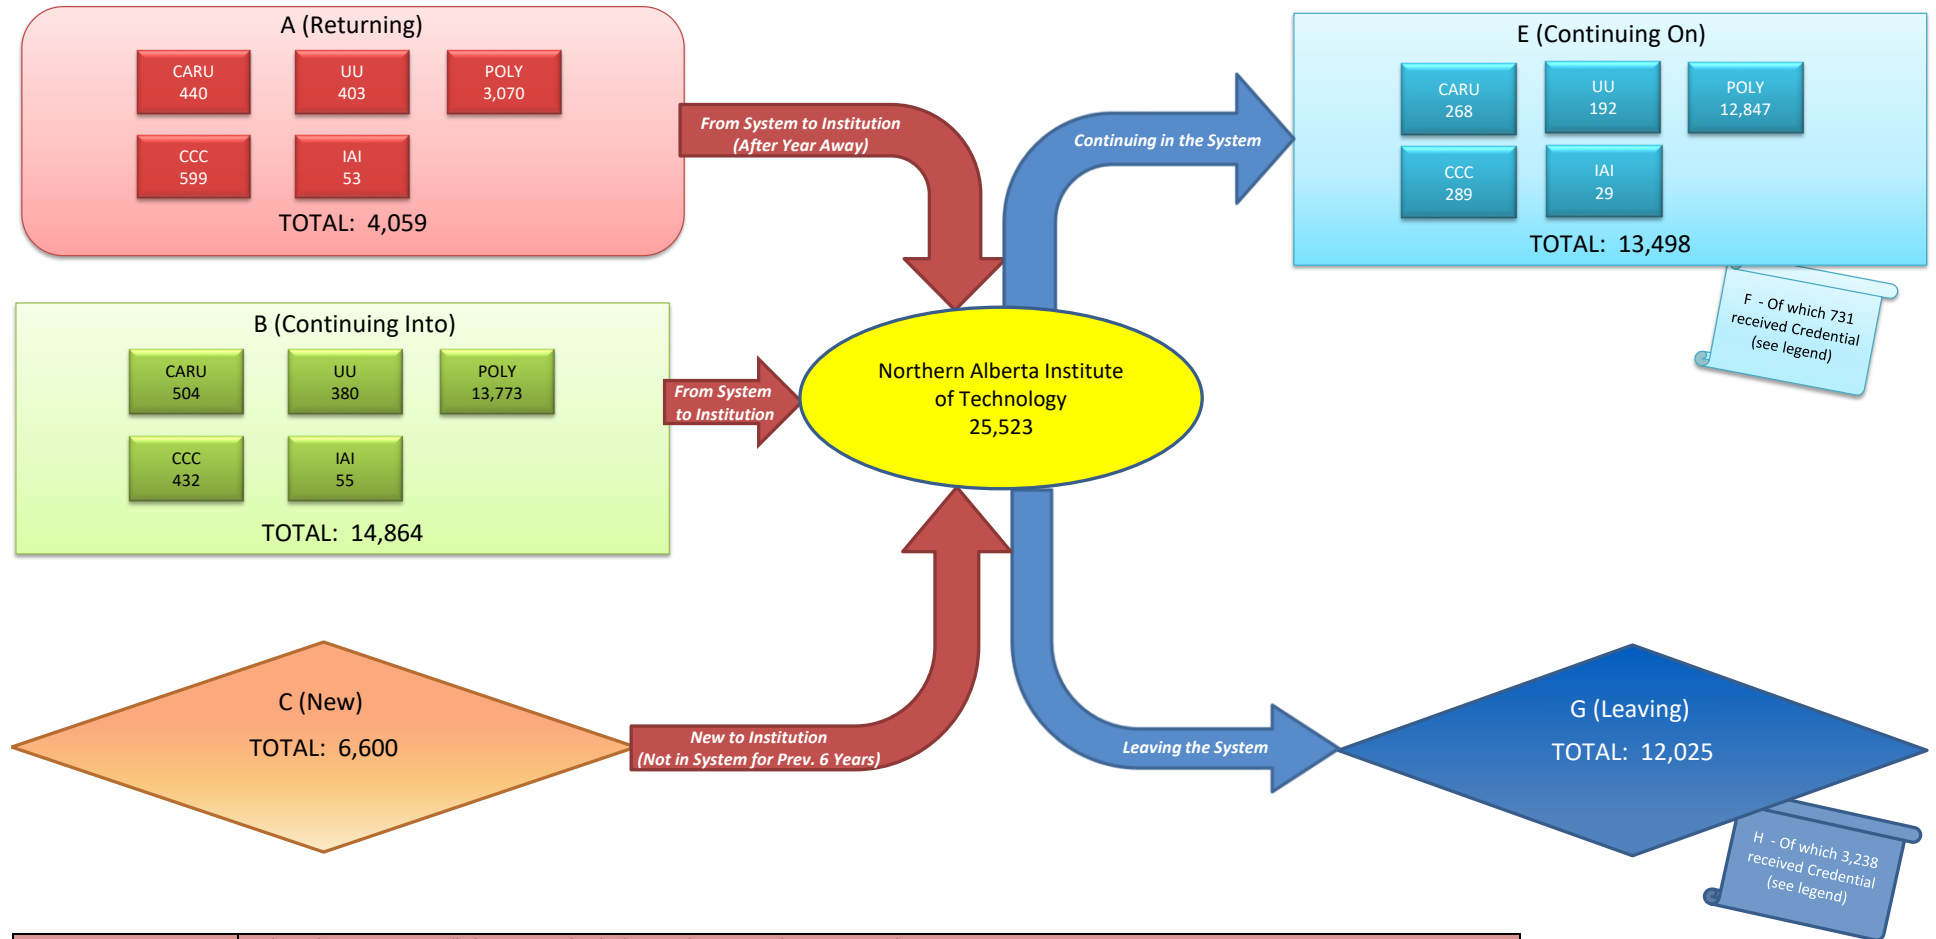 A (Returning)
CARU
440
UU
403
POLY
3,070
CCC
599
IAI
53
TOTAL: 4,059
From System to Institution
(After Year Away)
B (Continuing Into)
CARU
504
UU
380
POLY
13,773
CCC
432
IAI
55
TOTAL: 14,864
From System
to Institution
C (New)
TOTAL: 6,600
New to Institution
(Not in System for Prev. 6 Years)
Northern Alberta Institute
of Technology
25,523
Continuing in the System
E (Continuing On)
CARU
268
UU
192
POLY
12,847
CCC
289
IAI
29
TOTAL: 13,498
F - Of which 731
received Credential
(see legend)
Leaving the System
G (Leaving)
TOTAL: 12,025
H - Of which 3,238
received Credential
(see legend)